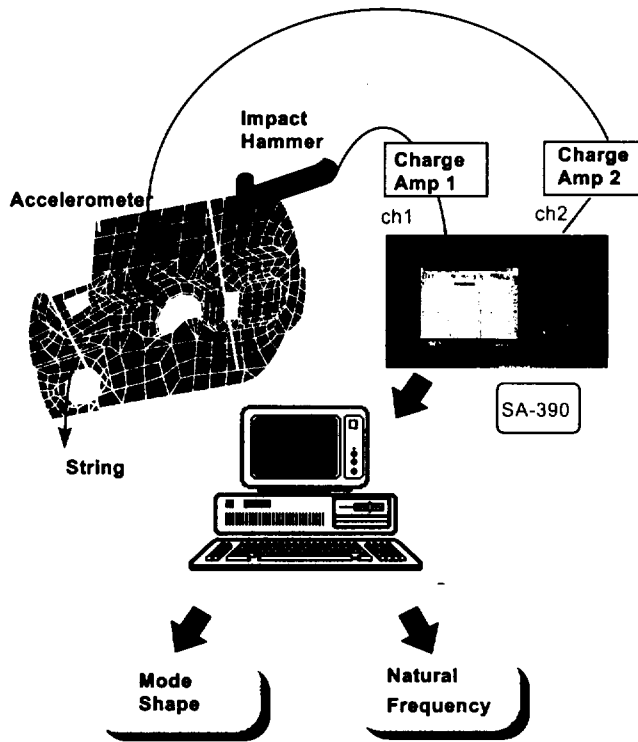 Impact
Hammer
Charge
Amp 1
Charge
Amp 2
Accelerometer
ch1
ch2
SA-390
String
Mode
Shape
Natural
Frequency